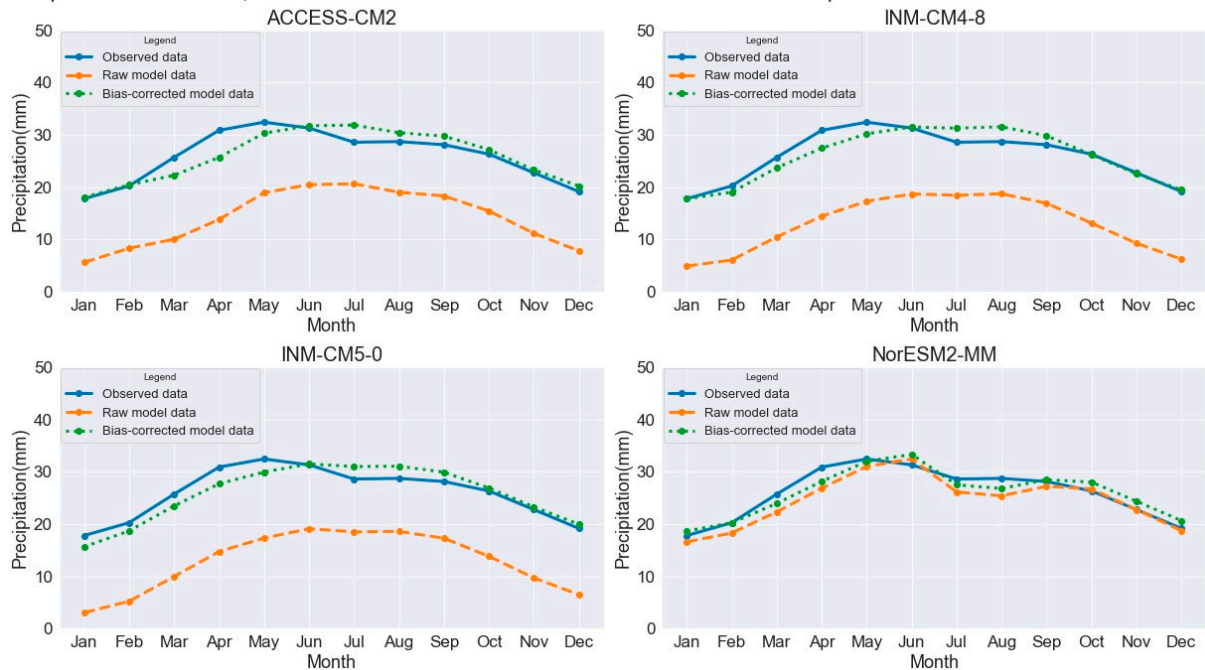 ACCESS-CM2
50
40
30
20
10
0
Precipitation(mm)
Legend
Observed data
Raw model data
Bias-corrected model data
Jan Feb Mar Apr May Jun Jul Aug Sep Oct Nov Dec
Month
INM-CM4-8
50
40
30
20
10
0
Precipitation(mm)
Legend
Observed data
Raw model data
Bias-corrected model data
Jan Feb Mar Apr May Jun Jul Aug Sep Oct Nov Dec
Month
INM-CM5-0
50
40
30
20
10
0
Precipitation(mm)
Legend
Observed data
Raw model data
Bias-corrected model data
Jan Feb Mar Apr May Jun Jul Aug Sep Oct Nov Dec
Month
NorESM2-MM
50
40
30
20
10
0
Precipitation(mm)
Legend
Observed data
Raw model data
Bias-corrected model data
Jan Feb Mar Apr May Jun Jul Aug Sep Oct Nov Dec
Month